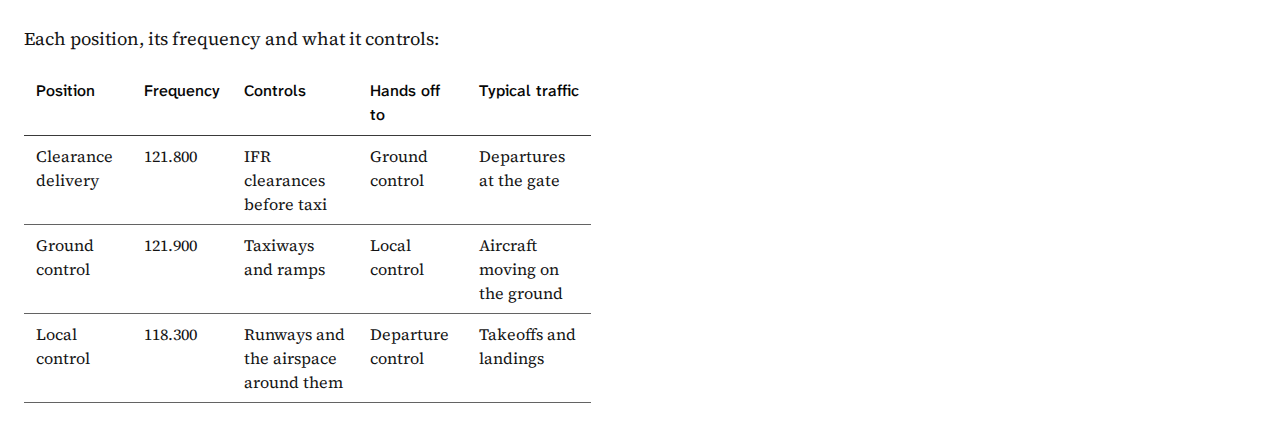 Each position, its frequency and what it controls:
Position Frequency Controls Hands off to Typical traffic
Clearance delivery 121.800 IFR clearances before taxi Ground control Departures at the gate
Ground control 121.900 Taxiways and ramps Local control Aircraft moving on the ground
Local control 118.300 Runways and the airspace around them Departure control Takeoffs and landings